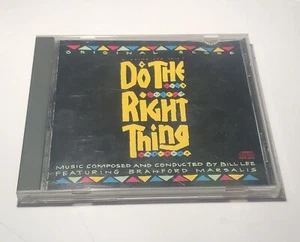 DO THE
RIGHT
THING
MUSIC COMPOSED AND CONDUCTED BY BILL LEE
FEATURING BRANFORD MARSALIS